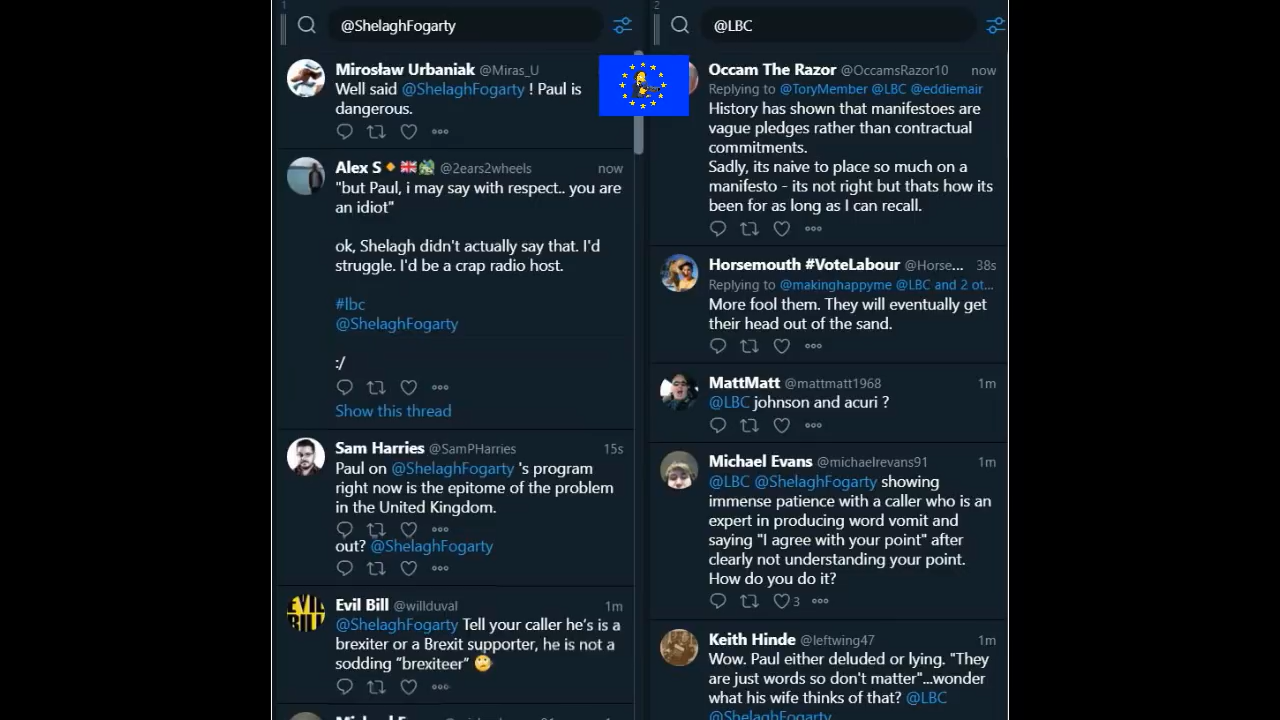 1
@ShelaghFogarty
Mirosław Urbaniak @Miras_U
Well said @ShelaghFogarty ! Paul is
dangerous.
Alex S @2ears2wheels now
"but Paul, i may say with respect.. you are
an idiot"
ok, Shelagh didn't actually say that. I'd
struggle. I'd be a crap radio host.
#lbc
@ShelaghFogarty
:/
Show this thread
Sam Harries @SamPHarries 15s
Paul on @ShelaghFogarty 's program
right now is the epitome of the problem
in the United Kingdom.
out? @ShelaghFogarty
Evil Bill @willduval 1m
@ShelaghFogarty Tell your caller he's is a
brexiter or a Brexit supporter, he is not a
sodding “brexiteer” 🙄
2
@LBC
Occam The Razor @OccamsRazor10 now
Replying to @ToryMember @LBC @eddiemair
History has shown that manifestoes are
vague pledges rather than contractual
commitments.
Sadly, its naive to place so much on a
manifesto - its not right but thats how its
been for as long as I can recall.
Horsemouth #VoteLabour @Horse... 38s
Replying to @makinghappyme @LBC and 2 ot...
More fool them. They will eventually get
their head out of the sand.
MattMatt @mattmatt1968 1m
@LBC johnson and acuri ?
Michael Evans @michaelrevans91 1m
@LBC @ShelaghFogarty showing
immense patience with a caller who is an
expert in producing word vomit and
saying "I agree with your point" after
clearly not understanding your point.
How do you do it?
3
Keith Hinde @leftwing47 1m
Wow. Paul either deluded or lying. "They
are just words so don't matter"...wonder
what his wife thinks of that? @LBC
@ShelaghFogarty